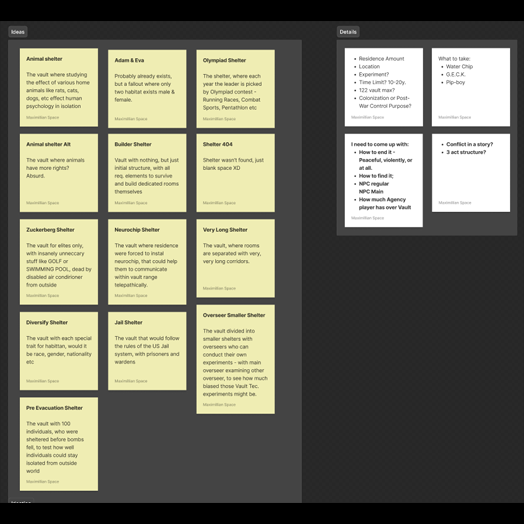 Ideas
Animal shelter
The vault where studying
the effect of various home
animals like rats, cats,
dogs, etc effect human
psychology in isolation
Maximillian Space
Adam & Eva
Probably already exists,
but a fallout where only
two habitat exists male &
female.
Maximillian Space
Olympiad Shelter
The shelter, where each
year the leader is picked
by Olympiad contest -
Running Races, Combat
Sports, Pentathlon etc
Maximillian Space
Animal shelter Alt
The vault where animals
have more rights?
Absurd.
Maximillian Space
Builder Shelter
Vault with nothing, but just
initial structure, with all
req. elements to survive
and build dedicated rooms
themselves
Maximillian Space
Shelter 404
Shelter wasn't found, just
blank space XD
Maximillian Space
Zuckerberg Shelter
The vault for elites only,
with insanely unneccary
stuff like GOLF or
SWIMMING POOL, dead by
disabled air condirioner
from outside
Maximillian Space
Neurochip Shelter
The vault where residence
were forced to instal
neurochip, that could help
them to communicate
within vault range
telepathically.
Maximillian Space
Very Long Shelter
The vault, where rooms
are separated with very,
very long corridors.
Maximillian Space
Diversify Shelter
The vault with each special
trait for habittan, would it
be race, gender, nationality
etc
Maximillian Space
Jail Shelter
The vault that would follow
the rules of the US Jail
system, with prisoners and
wardens
Maximillian Space
Overseer Smaller Shelter
The vault divided into
smaller shelters with
overseers who can
conduct their own
experiments - with main
overseer examining other
overseer, to see how much
biased those Vault Tec.
experiments might be.
Maximillian Space
Pre Evacuation Shelter
The vault with 100
individuals, who were
sheltered before bombs
fell, to test how well
individuals could stay
isolated from outside
world
Maximillian Space
Details
• Residence Amount
• Location
• Experiment?
• Time Limit? 10-20y.
• 122 vault max?
• Colonization or Post-
War Control Purpose?
Maximillian Space
What to take:
• Water Chip
• G.E.C.K.
• Pip-boy
Maximillian Space
I need to come up with:
• How to end it -
Peaceful, violently, or
at all.
• How to find it;
• NPC regular
NPC Main
• How much Agency
player has over Vault
Maximillian Space
• Conflict in a story?
• 3 act structure?
Maximillian Space